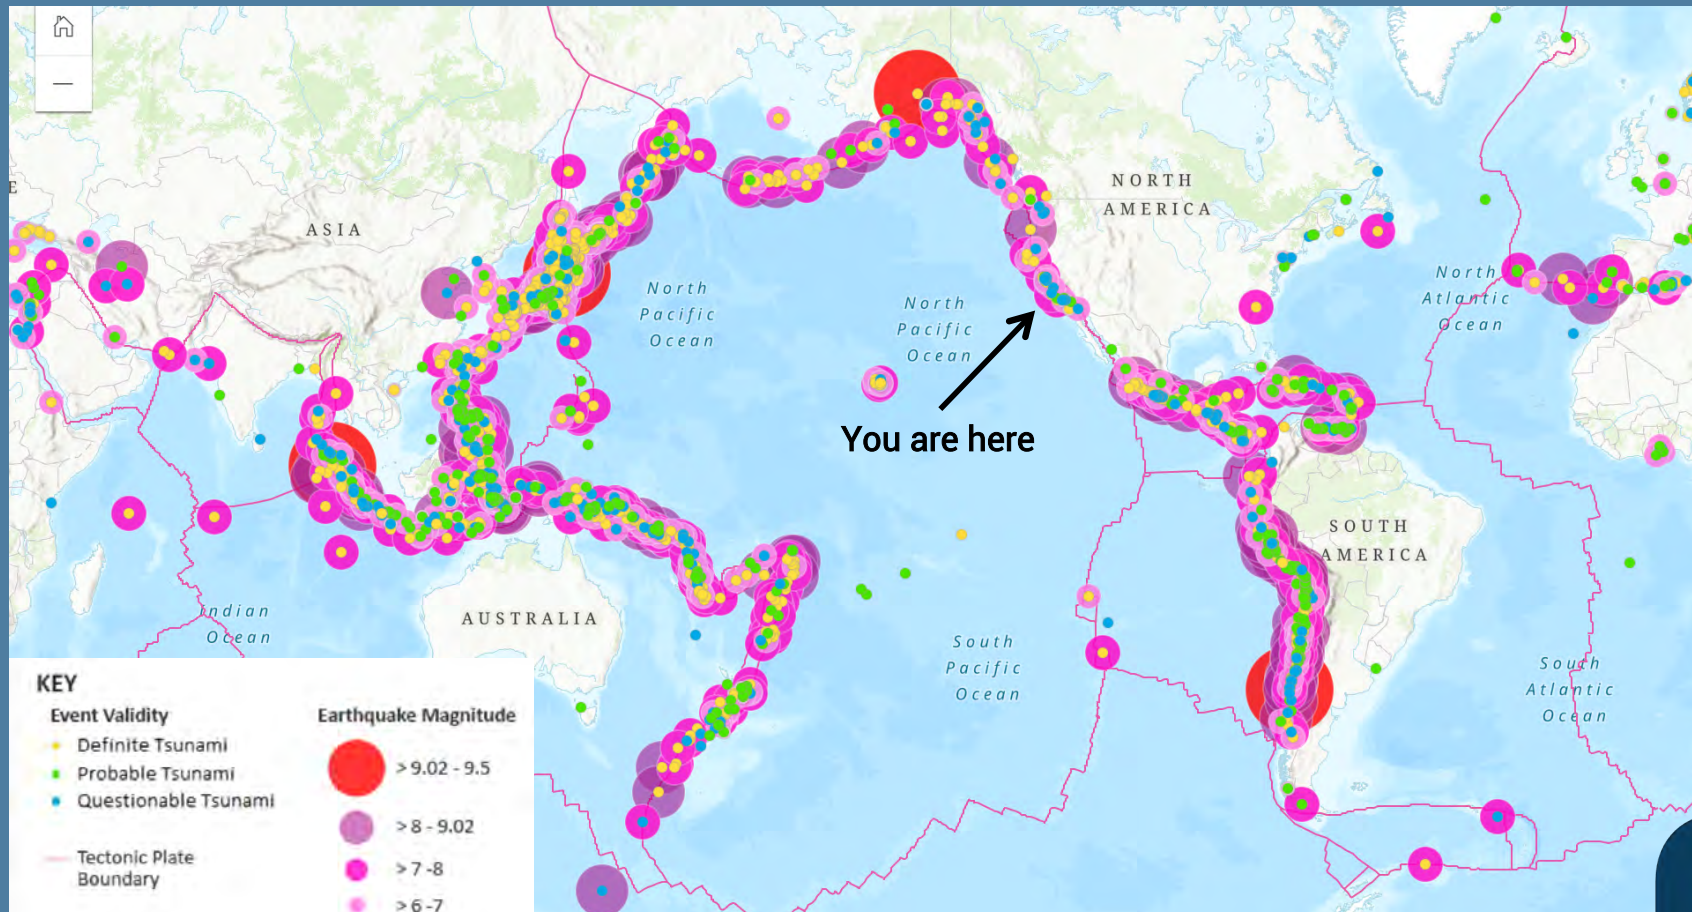 NORTH
AMERICA
ASIA
E
North
Pacific
Ocean
North
Pacific
Ocean
North
Atlantic
Ocean
You are here
SOUTH
AMERICA
AUSTRALIA
Indian
Ocean
South
Pacific
Ocean
South
Atlantic
Ocean
KEY
Event Validity
Definite Tsunami
Probable Tsunami
Questionable Tsunami
Tectonic Plate
Boundary
Earthquake Magnitude
> 9.02 - 9.5
> 8 - 9.02
> 7 -8
> 6 -7